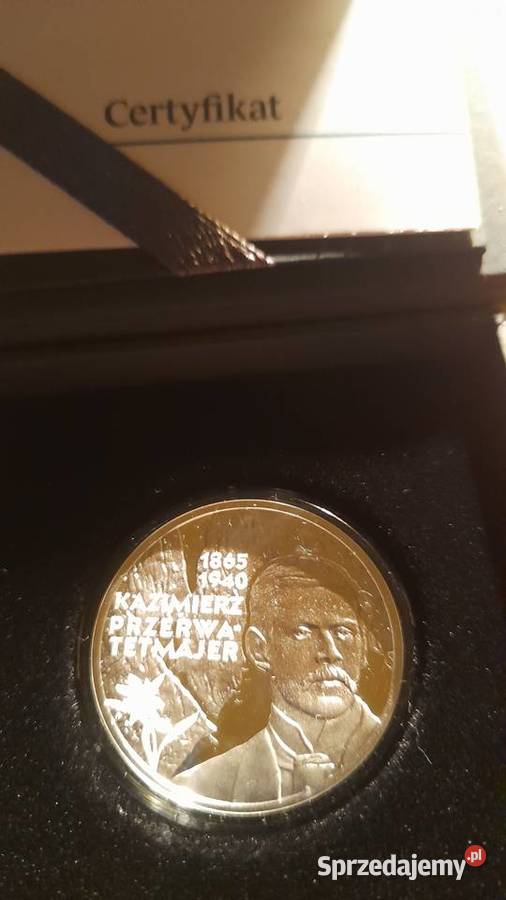 Certyfikat
1865
1940
KAZIMIERZ
PRZERWA-
TETMAJER
Sprzedajemy.pl